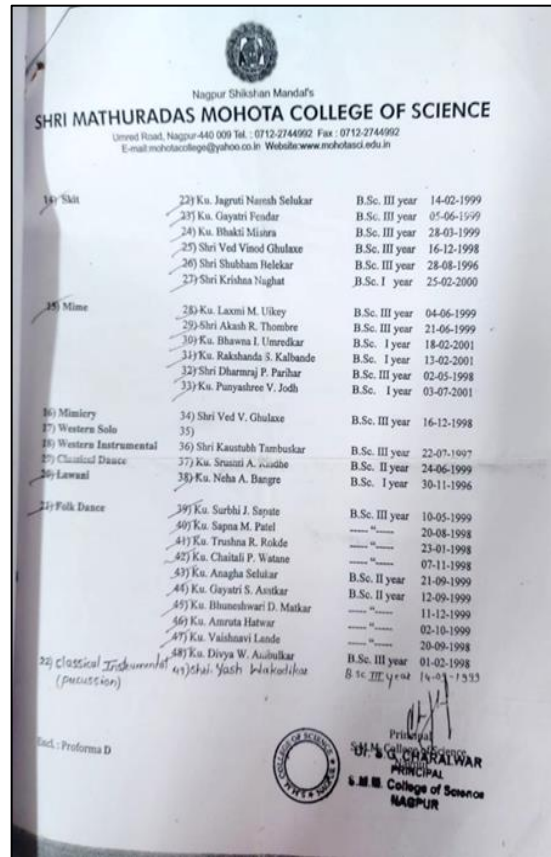 Nagpur Shikshan Mandal's
SHRI MATHURADAS MOHOTA COLLEGE OF SCIENCE
Umred Road, Nagpur-440 009 Tel. : 0712-2744992 Fax : 0712-2744992
E-mail:mohotacollege@yahoo.co.in Website:www.mohotasci.edu.in
14) Skit 22) Ku. Jagruti Naresh Selukar B.Sc. III year 14-02-1999
23) Ku. Gayatri Fendar B.Sc. III year 05-06-1999
24) Ku. Bhakti Mishra B.Sc. III year 28-03-1999
25) Shri Ved Vinod Ghulaxe B.Sc. III year 16-12-1998
26) Shri Shubham Belekar B.Sc. III year 28-08-1996
27) Shri Krishna Naghat B.Sc. I year 25-02-2000
15) Mime 28) Ku. Laxmi M. Uikey B.Sc. III year 04-06-1999
29) Shri Akash R. Thombre B.Sc. III year 21-06-1999
30) Ku. Bhawna I. Umredkar B.Sc. I year 18-02-2001
31) Ku. Rakshanda S. Kalbande B.Sc. I year 13-02-2001
32) Shri Dharmraj P. Parihar B.Sc. III year 02-05-1998
33) Ku. Punyashree V. Jodh B.Sc. I year 03-07-2001
16) Mimicry 34) Shri Ved V. Ghulaxe B.Sc. III year 16-12-1998
17) Western Solo 35)
18) Western Instrumental 36) Shri Kaustubh Tambuskar B.Sc. III year 22-07-1997
Classical Dance 37) Ku. Srushti A. B.Sc. II year 24-06-1999
20) Lawani 38) Ku. Neha A. Bangre B.Sc. I year 30-11-1996
21) Folk Dance 39) Ku. Surbhi J. Sapate B.Sc. III year 10-05-1999
40) Ku. Sapna M. Patel ----- " ----- 20-08-1998
41) Ku. Trushna R. Rokde ----- " ----- 23-01-1998
42) Ku. Chaitali P. Watane ----- " ----- 07-11-1998
43) Ku. Anagha Selukar B.Sc. II year 21-09-1999
44) Ku. Gayatri S. Asstkar B.Sc. II year 12-09-1999
45) Ku. Bhuneshwari D. Matkar ----- " ----- 11-12-1999
46) Ku. Amruta Hatwar ----- " ----- 02-10-1999
47) Ku. Vaishnavi Lande ----- " ----- 20-09-1998
48) Ku. Divya W. Ambulkar B.Sc. III year 01-02-1998
22) Classical Instrumental 49) Shri. Yash Wakodikar B.Sc III year
(pucussion)
Principal
S.M.M. College of Science
Dr. S.G. CHARALWAR
PRINCIPAL
S.M.M. College of Science
NAGPUR
Encl. : Proforma D